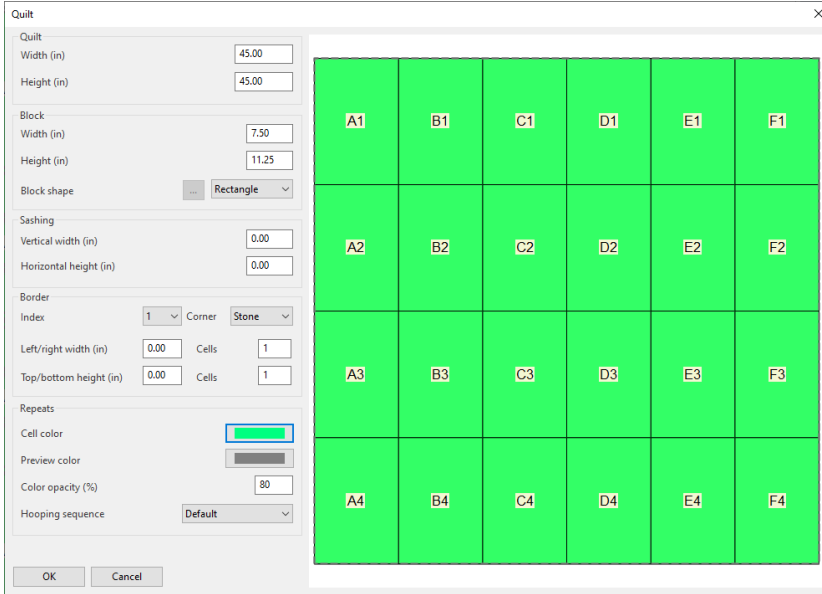 Quilt
Quilt
Width (in) 45.00
Height (in) 45.00
Block
Width (in) 7.50
Height (in) 11.25
Block shape ... Rectangle
Sashing
Vertical width (in) 0.00
Horizontal height (in) 0.00
Border
Index 1 Corner Stone
Left/right width (in) 0.00 Cells 1
Top/bottom height (in) 0.00 Cells 1
Repeats
Cell color
Preview color
Color opacity (%) 80
Hooping sequence Default
OK Cancel
A1 B1 C1 D1 E1 F1
A2 B2 C2 D2 E2 F2
A3 B3 C3 D3 E3 F3
A4 B4 C4 D4 E4 F4